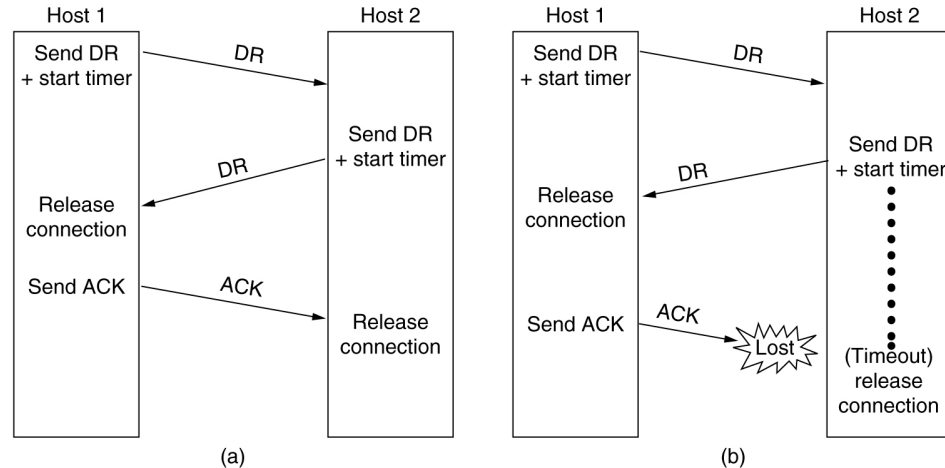 Host 1
Host 2
Send DR
+ start timer
DR
Send DR
+ start timer
DR
Release
connection
Send ACK
ACK
Release
connection
(a)
Host 1
Host 2
Send DR
+ start timer
DR
Send DR
+ start timer
DR
Release
connection
Send ACK
ACK
Lost
(Timeout)
release
connection
(b)